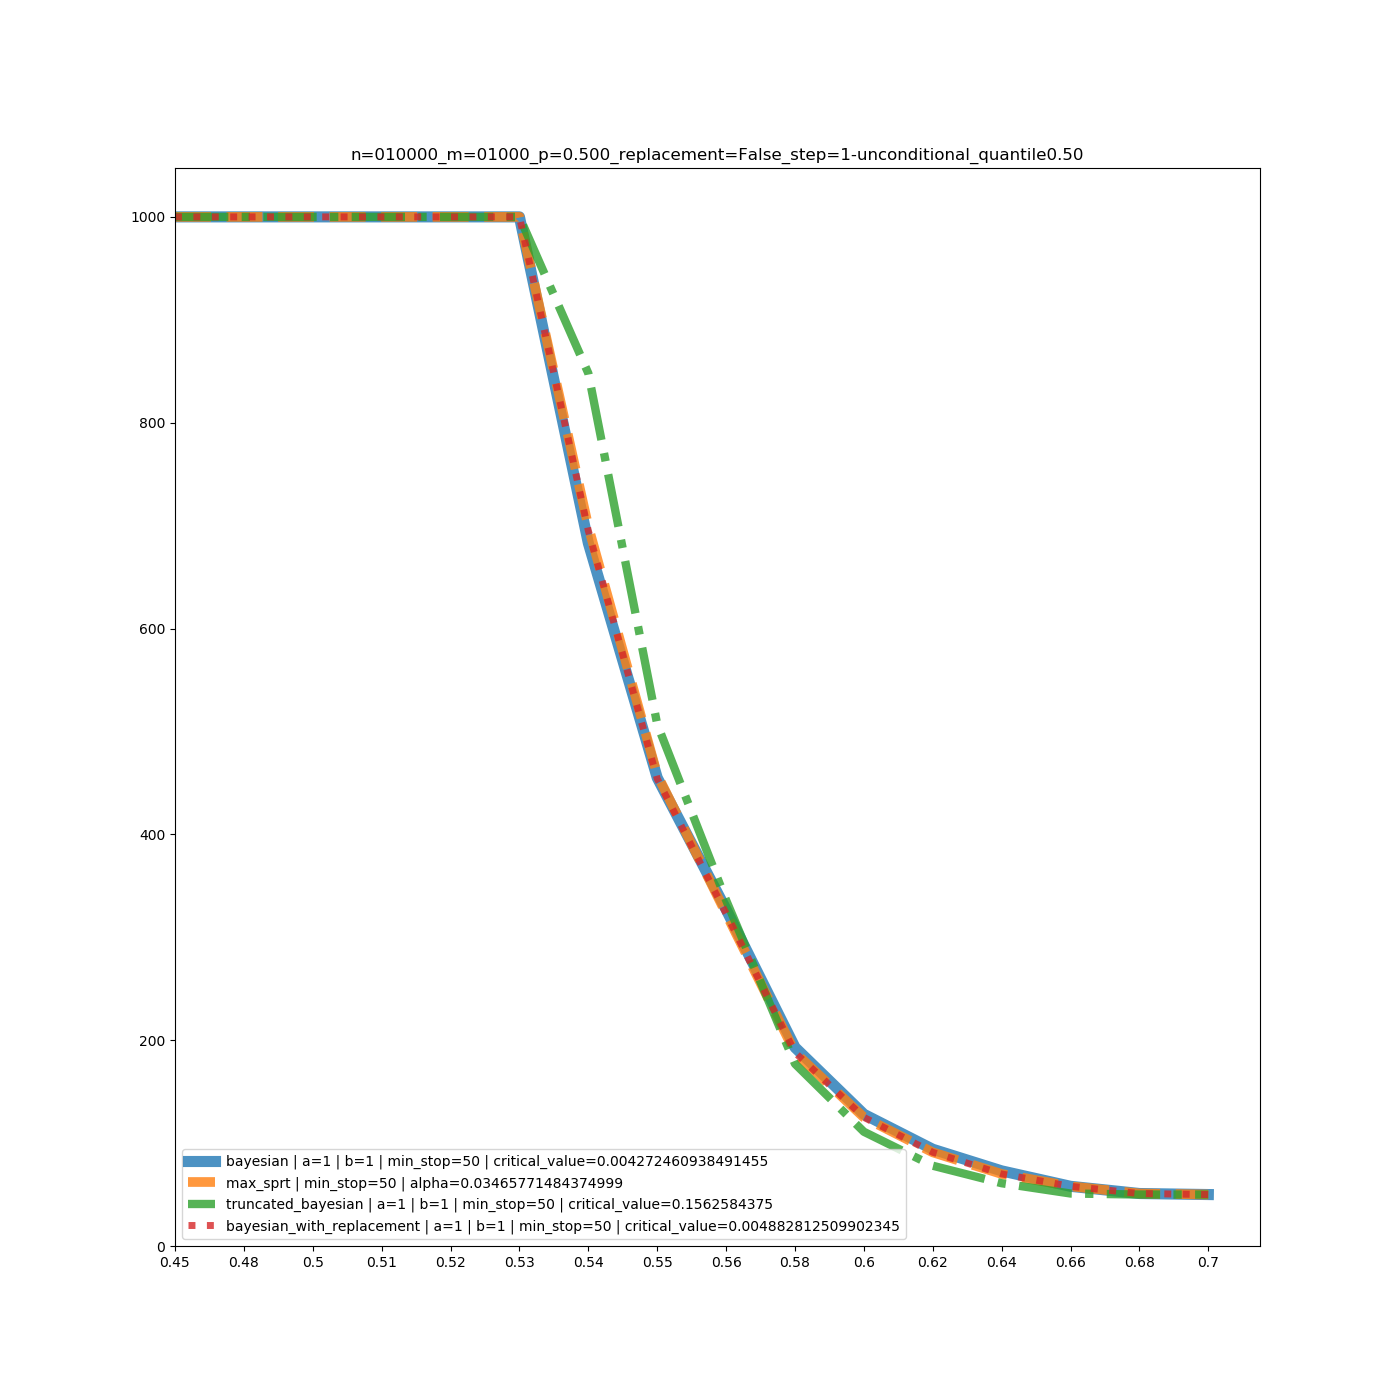 n=010000_m=01000_p=0.500_replacement=False_step=1-unconditional_quantile0.50
1000
800
600
400
200
0
bayesian | a=1 | b=1 | min_stop=50 | critical_value=0.004272460938491455
max_sprt | min_stop=50 | alpha=0.03465771484374999
truncated_bayesian | a=1 | b=1 | min_stop=50 | critical_value=0.1562584375
bayesian_with_replacement | a=1 | b=1 | min_stop=50 | critical_value=0.004882812509902345
0.45 0.48 0.5 0.51 0.52 0.53 0.54 0.55 0.56 0.58 0.6 0.62 0.64 0.66 0.68 0.7